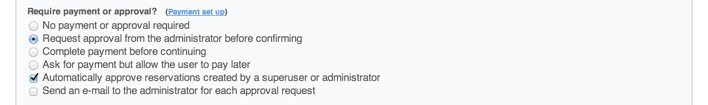 Require payment or approval? (Payment set up)
No payment or approval required
Request approval from the administrator before confirming
Complete payment before continuing
Ask for payment but allow the user to pay later
Automatically approve reservations created by a superuser or administrator
Send an e-mail to the administrator for each approval request